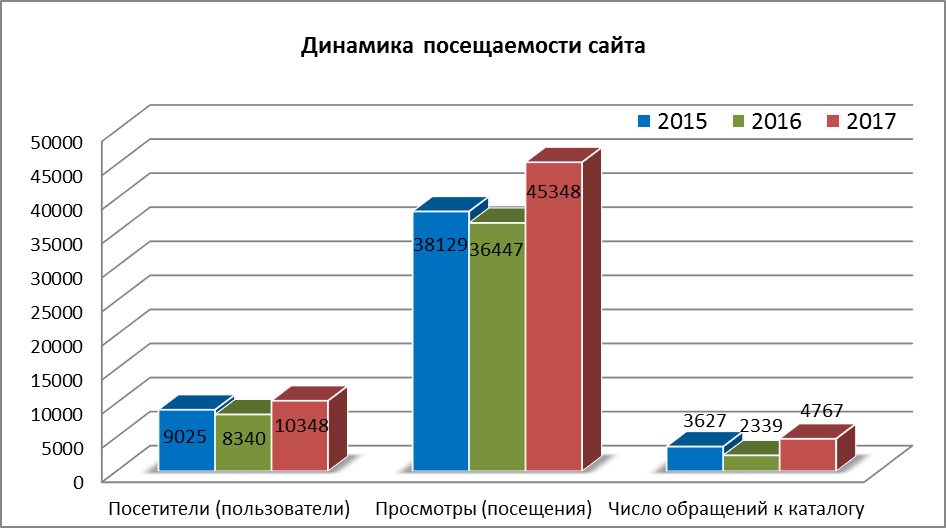 Динамика посещаемости сайта
2015 2016 2017
50000
45000
40000
35000
30000
25000
20000
15000
10000
5000
0
9025 8340 10348
38129 36447 45348
3627 2339 4767
Посетители (пользователи) Просмотры (посещения) Число обращений к каталогу